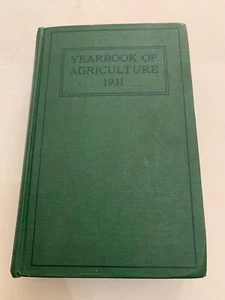 YEARBOOK OF
AGRICULTURE
1931